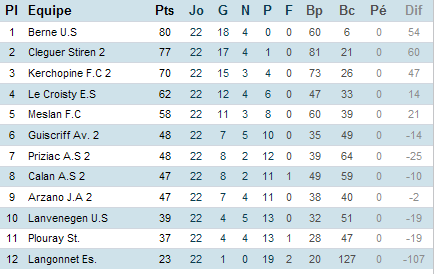 Pl Equipe Pts Jo G N P F Bp Bc Pé Dif
1 Berne U.S 80 22 18 4 0 0 60 6 0 54
2 Cleguer Stiren 2 77 22 17 4 1 0 81 21 0 60
3 Kerchopine F.C 2 70 22 15 3 4 0 73 26 0 47
4 Le Croisty E.S 62 22 12 4 6 0 47 33 0 14
5 Meslan F.C 58 22 11 3 8 0 60 39 0 21
6 Guiscriff Av. 2 48 22 7 5 10 0 35 49 0 -14
7 Priziac A.S 2 48 22 8 2 12 0 39 64 0 -25
8 Calan A.S 2 47 22 8 2 11 1 49 59 0 -10
9 Arzano J.A 2 47 22 7 4 11 0 38 40 0 -2
10 Lanvenegen U.S 39 22 4 5 13 0 32 51 0 -19
11 Plouray St. 37 22 4 4 13 1 28 47 0 -19
12 Langonnet Es. 23 22 1 0 19 2 20 127 0 -107